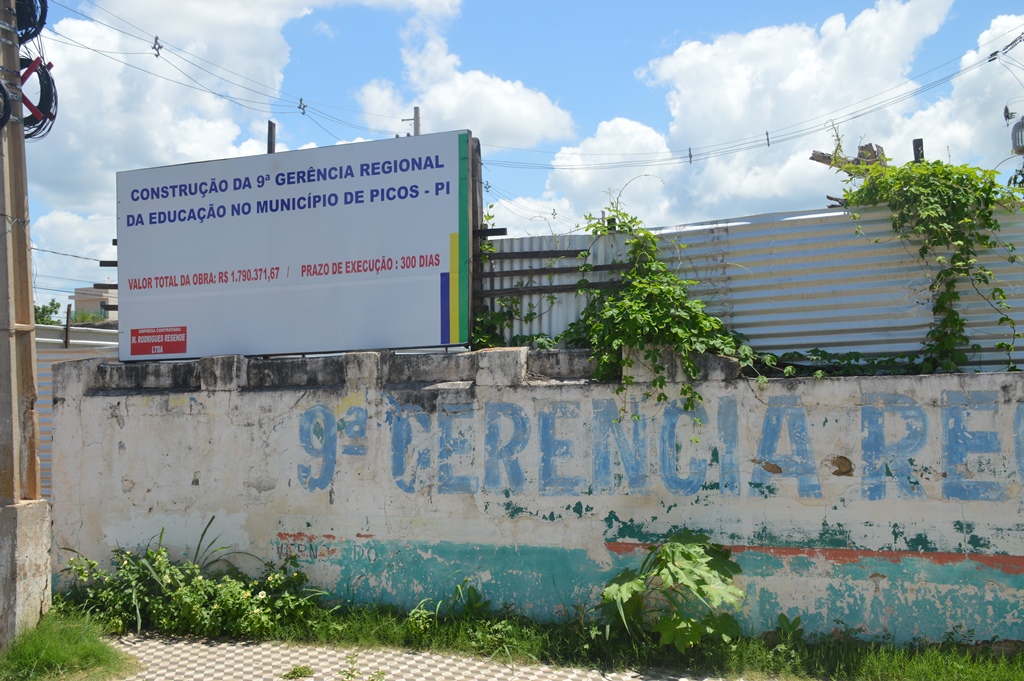 CONSTRUÇÃO DA 9ª GERÊNCIA REGIONAL
DA EDUCAÇÃO NO MUNICÍPIO DE PICOS - PI
VALOR TOTAL DA OBRA: R$ 1.790.371,67 / PRAZO DE EXECUÇÃO : 300 DIAS
EMPRESA CONTRATADA:
M. RODRIGUES RESENDE
LTDA
9ª GERENCIA RE